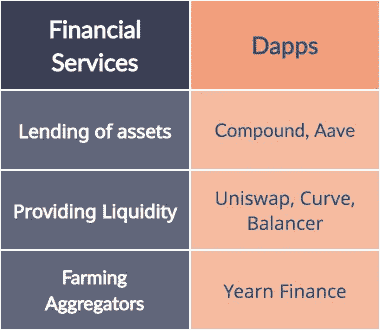 Financial
Services
Dapps
Lending of assets
Compound, Aave
Providing Liquidity
Uniswap, Curve,
Balancer
Farming
Aggregators
Yearn Finance